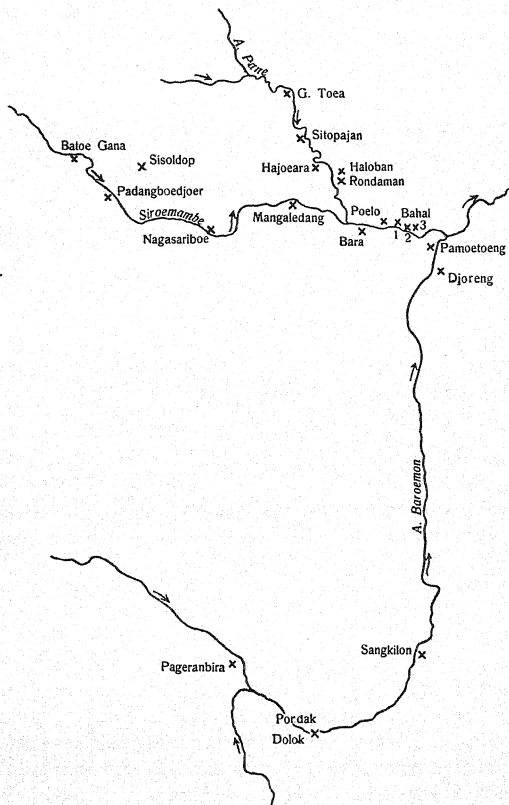 A. Pane
G. Toea
Sitopajan
Batoe Gana
Sisoldop
Hajoeara
Haloban
Rondaman
Padangboedjoer
Siroemambe
Mangaledang
Poelo
Bahal
1
2
3
Nagasariboe
Bara
Pamoetoeng
Djoreng
A. Baroemon
Sangkilon
Pageranbira
Pordak
Dolok